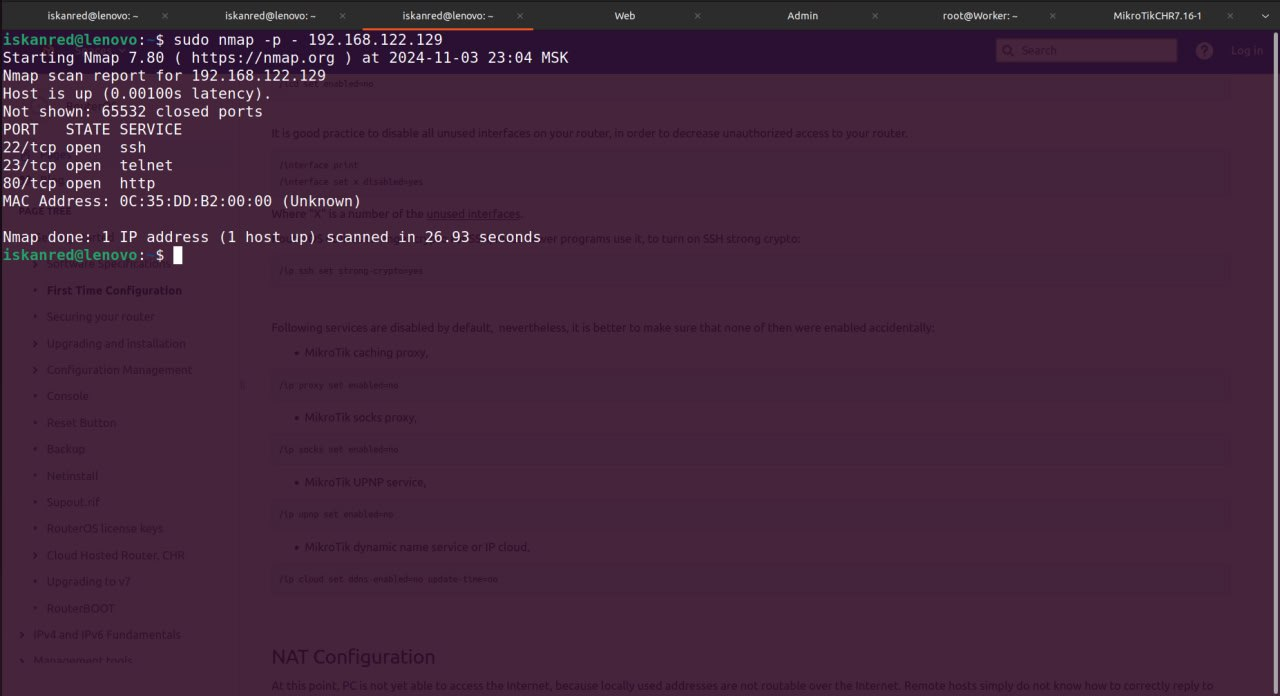 iskanred@lenovo: ~
iskanred@lenovo: ~
iskanred@lenovo: ~
Web
Admin
root@Worker: ~
MikroTikCHR7.16-1
iskanred@lenovo:~$ sudo nmap -p - 192.168.122.129
Starting Nmap 7.80 ( https://nmap.org ) at 2024-11-03 23:04 MSK
Nmap scan report for 192.168.122.129
Host is up (0.00100s latency).
Not shown: 65532 closed ports
PORT   STATE SERVICE
22/tcp open  ssh
23/tcp open  telnet
80/tcp open  http
MAC Address: 0C:35:DD:B2:00:00 (Unknown)
Nmap done: 1 IP address (1 host up) scanned in 26.93 seconds
iskanred@lenovo:~$
Search
Log in
enabled=no
It is good practice to disable all unused interfaces on your router, in order to decrease unauthorized access to your router.
/interface print
/interface set x disabled=yes
Where "X" is a number of the unused interfaces.
er programs use it, to turn on SSH strong crypto:
/ip ssh set strong-crypto=yes
Following services are disabled by default, nevertheless, it is better to make sure that none of then were enabled accidentally:
• MikroTik caching proxy,
/ip proxy set enabled=no
• MikroTik socks proxy,
/ip socks set enabled=no
• MikroTik UPNP service,
/ip upnp set enabled=no
• MikroTik dynamic name service or IP cloud,
/ip cloud set ddns-enabled=no update-time=no
NAT Configuration
At this point, PC is not yet able to access the Internet, because locally used addresses are not routable over the Internet. Remote hosts simply do not know how to correctly reply to
PAGE TREE
Software Specifications
First Time Configuration
Securing your router
Upgrading and installation
Configuration Management
Console
Reset Button
Backup
Netinstall
Supout.rif
RouterOS license keys
Cloud Hosted Router, CHR
Upgrading to v7
RouterBOOT
IPv4 and IPv6 Fundamentals
Management tools